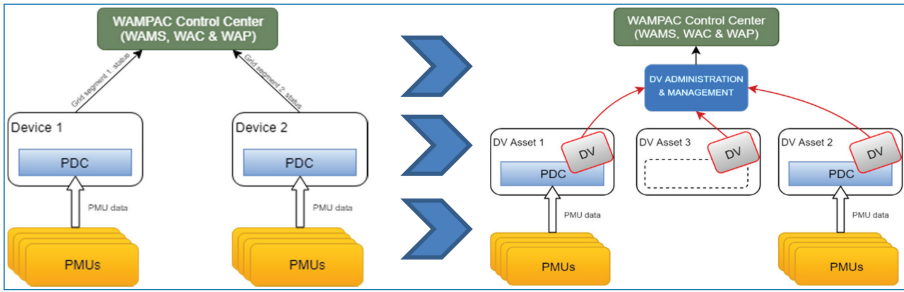 WAMPAC Control Center
(WAMS, WAC & WAP)
Grid segment 1: status
Grid segment 2: status
Device 1
PDC
Device 2
PDC
PMU data
PMU data
PMUs
PMUs
WAMPAC Control Center
(WAMS, WAC & WAP)
DV ADMINISTRATION
& MANAGEMENT
DV Asset 1
DV
PDC
DV Asset 3
DV
DV Asset 2
DV
PDC
PMU data
PMU data
PMUs
PMUs